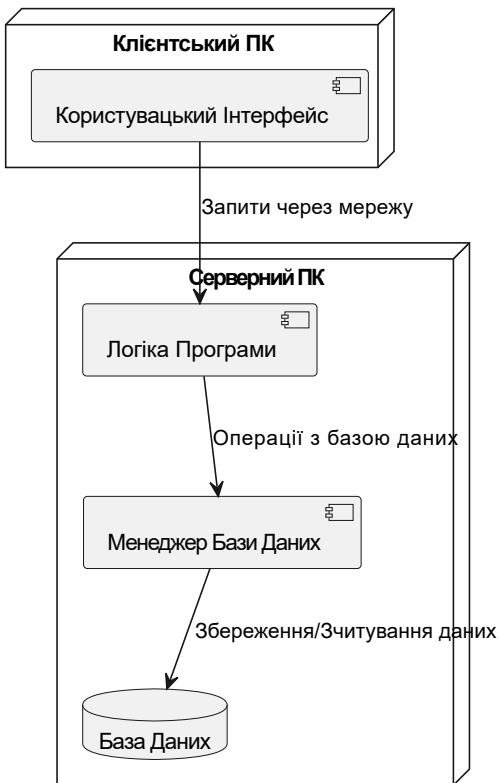 Клієнтський ПК
Користувацький Інтерфейс
Запити через мережу
Серверний ПК
Логіка Програми
Операції з базою даних
Менеджер Бази Даних
Збереження/Зчитування даних
База Даних